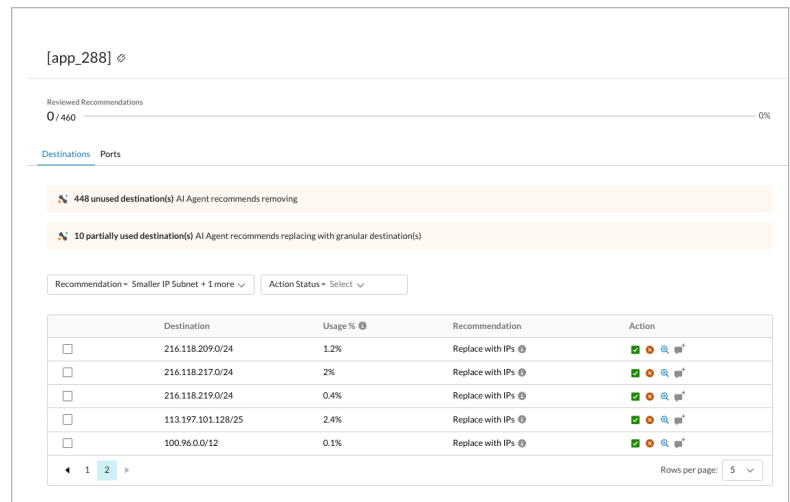 [app_288]
Reviewed Recommendations
0 / 460 0%
Destinations Ports
448 unused destination(s) AI Agent recommends removing
10 partially used destination(s) AI Agent recommends replacing with granular destination(s)
Recommendation = Smaller IP Subnet + 1 more Action Status = Select
Destination Usage % Recommendation Action
216.118.209.0/24 1.2% Replace with IPs
216.118.217.0/24 2% Replace with IPs
216.118.219.0/24 0.4% Replace with IPs
113.197.101.128/25 2.4% Replace with IPs
100.96.0.0/12 0.1% Replace with IPs
1 2 Rows per page: 5